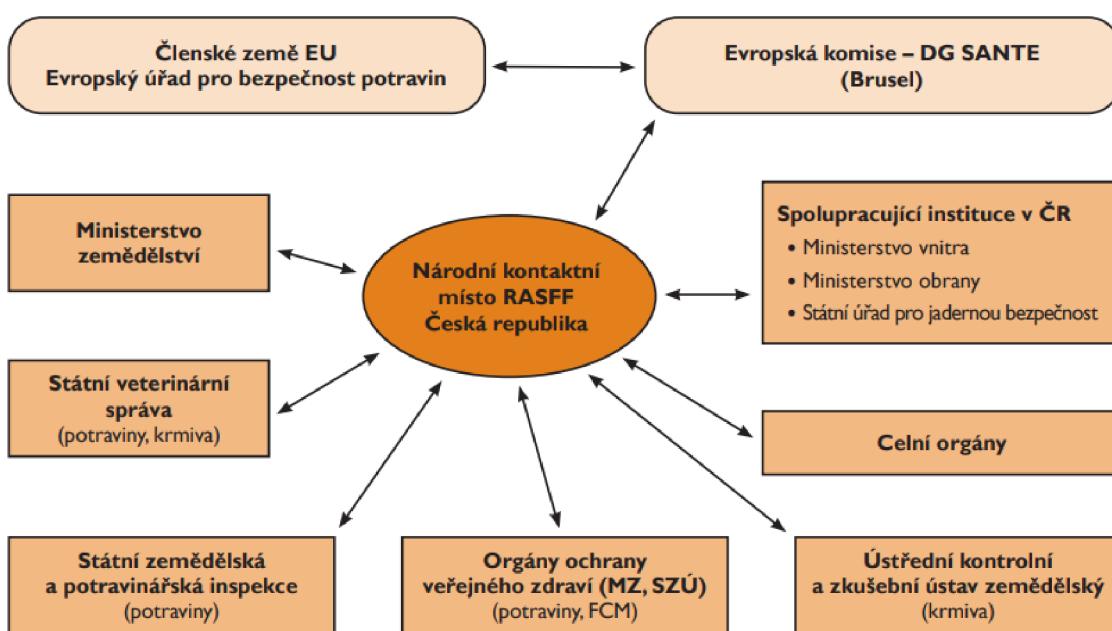 Členské země EU
Evropský úřad pro bezpečnost potravin
Evropská komise – DG SANTE
(Brusel)
Ministerstvo
zemědělství
Národní kontaktní
místo RASFF
Česká republika
Spolupracující instituce v ČR
• Ministerstvo vnitra
• Ministerstvo obrany
• Státní úřad pro jadernou bezpečnost
Státní veterinární
správa
(potraviny, krmiva)
Celní orgány
Státní zemědělská
a potravinářská inspekce
(potraviny)
Orgány ochrany
veřejného zdraví (MZ, SZÚ)
(potraviny, FCM)
Ústřední kontrolní
a zkušební ústav zemědělský
(krmiva)